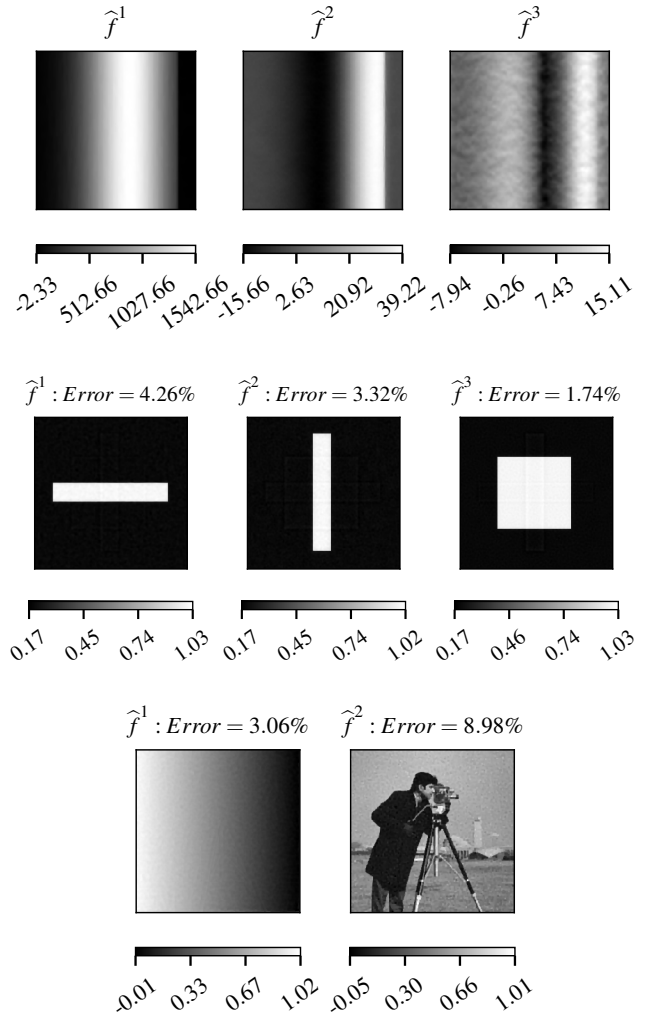 f̂¹ f̂² f̂³
-2.33 512.66 1027.66 1542.66 -15.66 2.63 20.92 39.22 -7.94 -0.26 7.43 15.11
f̂¹ : Error = 4.26% f̂² : Error = 3.32% f̂³ : Error = 1.74%
0.17 0.45 0.74 1.03 0.17 0.45 0.74 1.02 0.17 0.46 0.74 1.03
f̂¹ : Error = 3.06% f̂² : Error = 8.98%
-0.01 0.33 0.67 1.02 -0.05 0.30 0.66 1.01